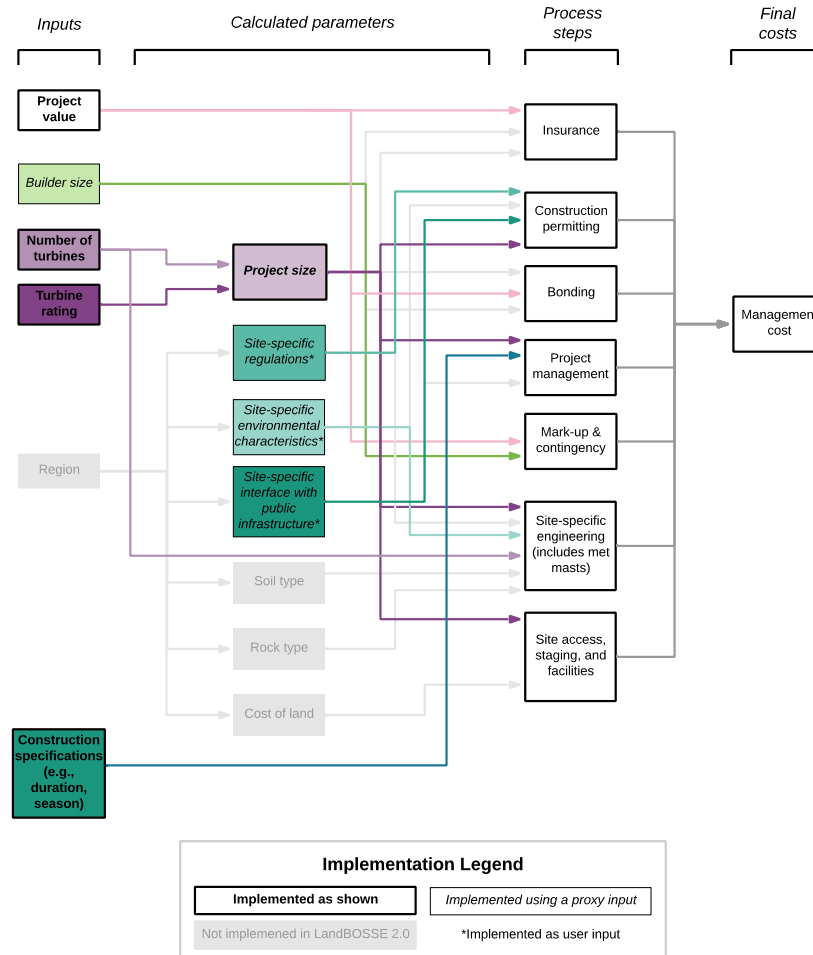 Inputs
Calculated parameters
Process
steps
Final
costs
Project
value
Builder size
Number of
turbines
Turbine
rating
Region
Construction
specifications
(e.g.,
duration,
season)
Project size
Site-specific
regulations*
Site-specific
environmental
characteristics*
Site-specific
interface with
public
infrastructure*
Soil type
Rock type
Cost of land
Insurance
Construction
permitting
Bonding
Project
management
Mark-up &
contingency
Site-specific
engineering
(includes met
masts)
Site access,
staging, and
facilities
Managemen
cost
Implementation Legend
Implemented as shown
Implemented using a proxy input
Not implemened in LandBOSSE 2.0
*Implemented as user input